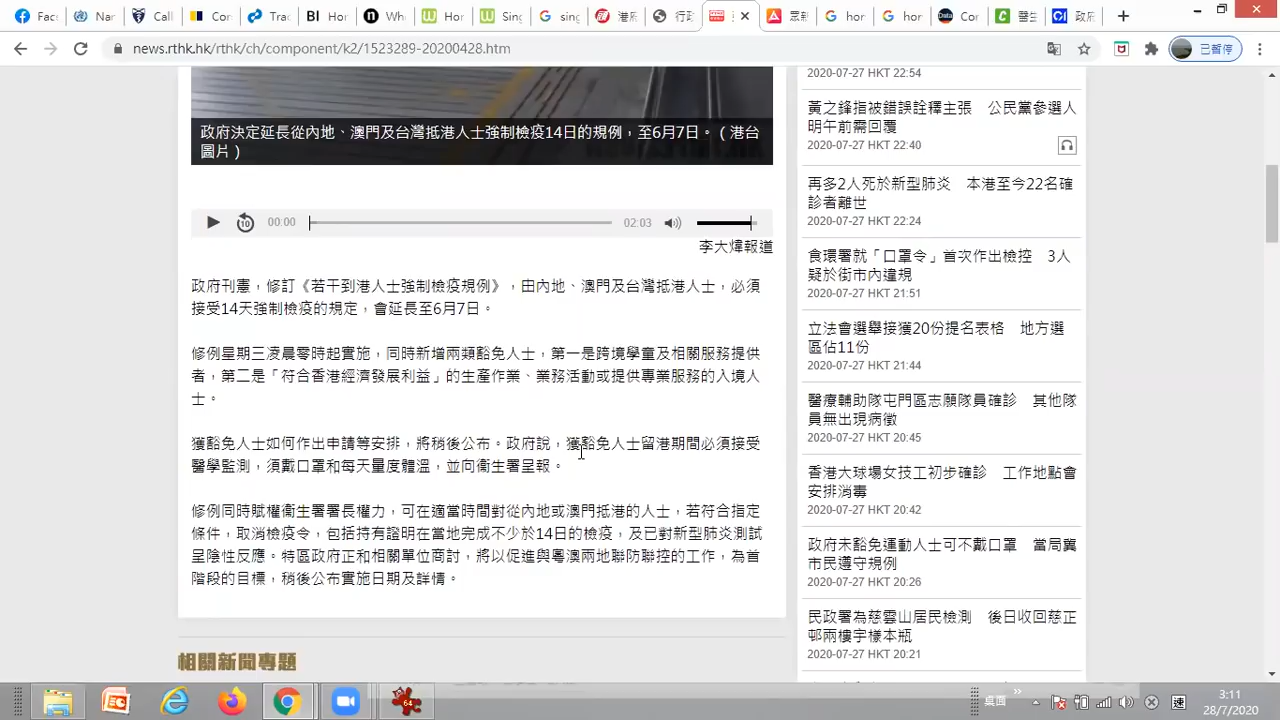 Face
Nan
Call
Con
Tra
Hor
Wha
Hor
Sing
sing
港府
行政
眾新
hor
hor
Cor
醫生
政府
news.rthk.hk/rthk/ch/component/k2/1523289-20200428.htm
已暫停
政府決定延長從內地、澳門及台灣抵港人士強制檢疫14日的規例，至6月7日。（港台
圖片）
10
00:00
02:03
李大煒報道
政府刊憲，修訂《若干到港人士強制檢疫規例》，由內地、澳門及台灣抵港人士，必須
接受14天強制檢疫的規定，會延長至6月7日。
修例星期三凌晨零時起實施，同時新增兩類豁免人士，第一是跨境學童及相關服務提供
者，第二是「符合香港經濟發展利益」的生產作業、業務活動或提供專業服務的入境人
士。
獲豁免人士如何作出申請等安排，將稍後公布。政府說，獲豁免人士留港期間必須接受
醫學監測，須戴口罩和每天量度體溫，並向衞生署呈報。
修例同時賦權衞生署署長權力，可在適當時間對從內地或澳門抵港的人士，若符合指定
條件，取消檢疫令，包括持有證明在當地完成不少於14日的檢疫，及已對新型肺炎測試
呈陰性反應。特區政府正和相關單位商討，將以促進與粵澳兩地聯防聯控的工作，為首
階段的目標，稍後公布實施日期及詳情。
相關新聞專題
2020-07-27 HKT 22:54
黃之鋒指被錯誤詮釋主張　公民黨參選人
明午前需回覆
2020-07-27 HKT 22:40
再多2人死於新型肺炎　本港至今22名確
診者離世
2020-07-27 HKT 22:24
食環署就「口罩令」首次作出檢控　3人
疑於街市內違規
2020-07-27 HKT 21:51
立法會選舉接獲20份提名表格　地方選
區佔11份
2020-07-27 HKT 21:44
醫療輔助隊屯門區志願隊員確診　其他隊
員無出現病徵
2020-07-27 HKT 20:45
香港大球場女技工初步確診　工作地點會
安排消毒
2020-07-27 HKT 20:42
政府未豁免運動人士可不戴口罩　當局冀
市民遵守規例
2020-07-27 HKT 20:26
民政署為慈雲山居民檢測　後日收回慈正
邨兩樓宇樣本瓶
2020-07-27 HKT 20:21
64
桌面
速
3:11
28/7/2020